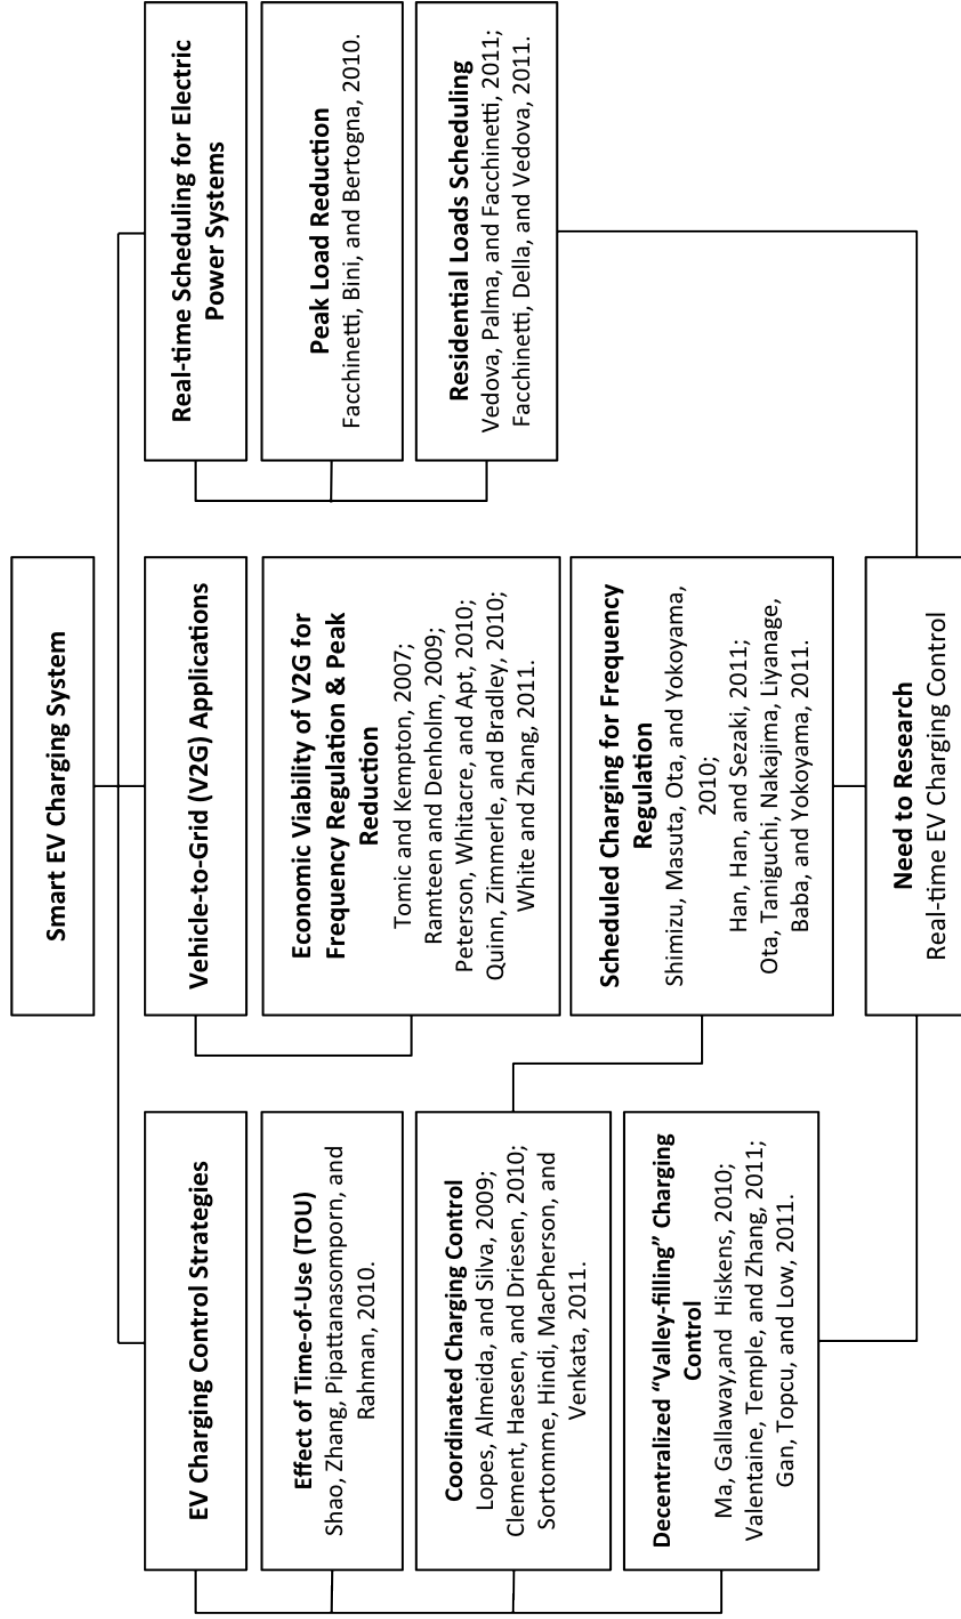 Smart EV Charging System
EV Charging Control Strategies
Effect of Time-of-Use (TOU)
Shao, Zhang, Pipattanasomporn, and
Rahman, 2010.
Coordinated Charging Control
Lopes, Almeida, and Silva, 2009;
Clement, Haesen, and Driesen, 2010;
Sortomme, Hindi, MacPherson, and
Venkata, 2011.
Decentralized “Valley-filling” Charging
Control
Ma, Gallaway,and Hiskens, 2010;
Valentaine, Temple, and Zhang, 2011;
Gan, Topcu, and Low, 2011.
Vehicle-to-Grid (V2G) Applications
Economic Viability of V2G for
Frequency Regulation & Peak
Reduction
Tomic and Kempton, 2007;
Ramteen and Denholm, 2009;
Peterson, Whitacre, and Apt, 2010;
Quinn, Zimmerle, and Bradley, 2010;
White and Zhang, 2011.
Scheduled Charging for Frequency
Regulation
Shimizu, Masuta, Ota, and Yokoyama,
2010;
Han, Han, and Sezaki, 2011;
Ota, Taniguchi, Nakajima, Liyanage,
Baba, and Yokoyama, 2011.
Real-time Scheduling for Electric
Power Systems
Peak Load Reduction
Facchinetti, Bini, and Bertogna, 2010.
Residential Loads Scheduling
Vedova, Palma, and Facchinetti, 2011;
Facchinetti, Della, and Vedova, 2011.
Need to Research
Real-time EV Charging Control